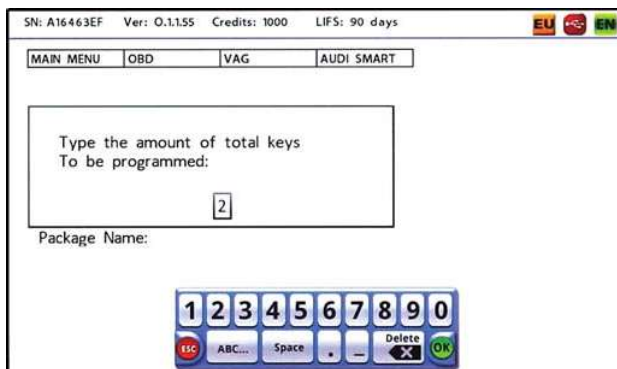 SN: A16463EF Ver: 0.1.1.55 Credits: 1000 LIFS: 90 days EU EN
MAIN MENU OBD VAG AUDI SMART
Type the amount of total keys
To be programmed:
2
Package Name:
1 2 3 4 5 6 7 8 9 0
ESC ABC... Space . _ Delete OK